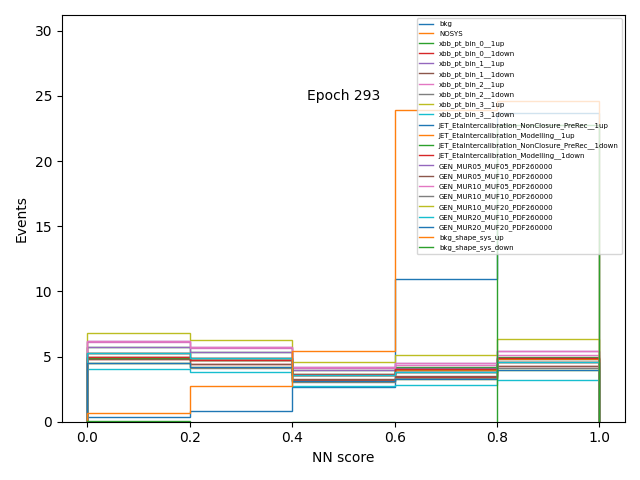 bkg
NOSYS
xbb_pt_bin_0__1up
xbb_pt_bin_0__1down
xbb_pt_bin_1__1up
xbb_pt_bin_1__1down
xbb_pt_bin_2__1up
xbb_pt_bin_2__1down
xbb_pt_bin_3__1up
xbb_pt_bin_3__1down
JET_EtaIntercalibration_NonClosure_PreRec__1up
JET_EtaIntercalibration_Modelling__1up
JET_EtaIntercalibration_NonClosure_PreRec__1down
JET_EtaIntercalibration_Modelling__1down
GEN_MUR05_MUF05_PDF260000
GEN_MUR05_MUF10_PDF260000
GEN_MUR10_MUF05_PDF260000
GEN_MUR10_MUF10_PDF260000
GEN_MUR10_MUF20_PDF260000
GEN_MUR20_MUF10_PDF260000
GEN_MUR20_MUF20_PDF260000
bkg_shape_sys_up
bkg_shape_sys_down
Epoch 293
30
25
20
15
10
5
0
Events
0.0 0.2 0.4 0.6 0.8 1.0
NN score